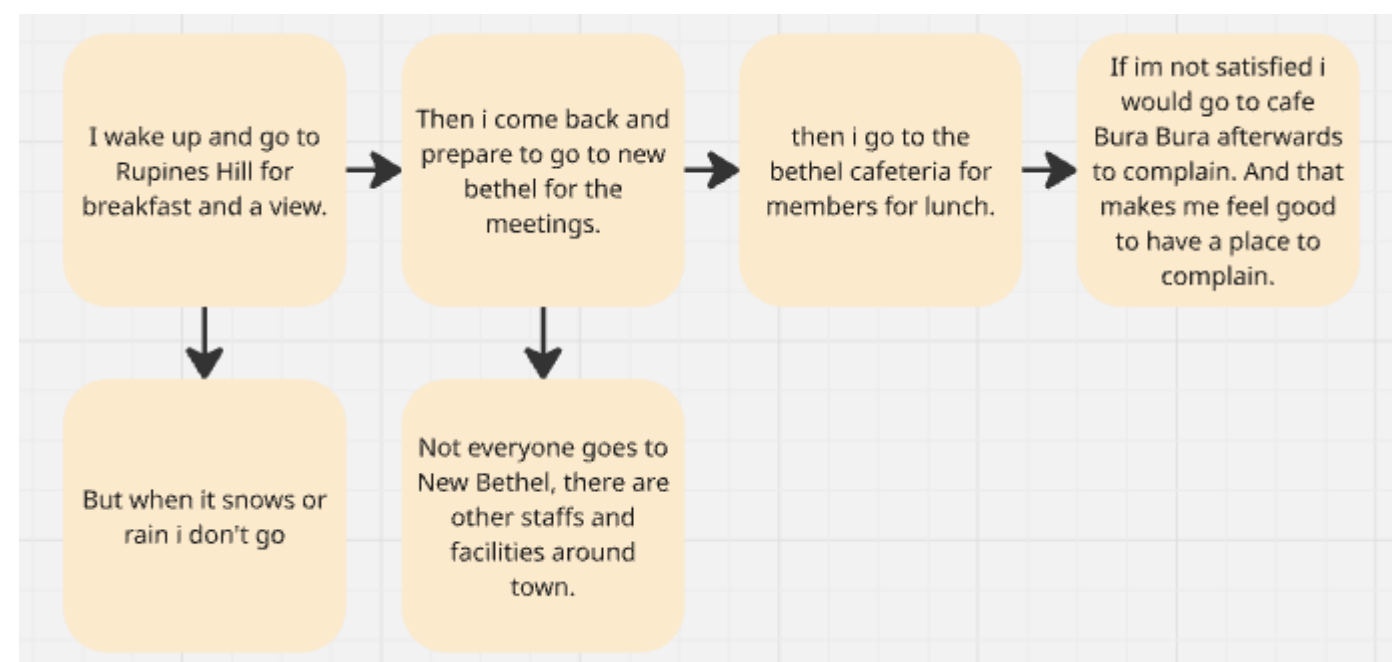 I wake up and go to
Rupines Hill for
breakfast and a view.
Then i come back and
prepare to go to new
bethel for the
meetings.
then i go to the
bethel cafeteria for
members for lunch.
If im not satisfied i
would go to cafe
Bura Bura afterwards
to complain. And that
makes me feel good
to have a place to
complain.
But when it snows or
rain i don't go
Not everyone goes to
New Bethel, there are
other staffs and
facilities around
town.